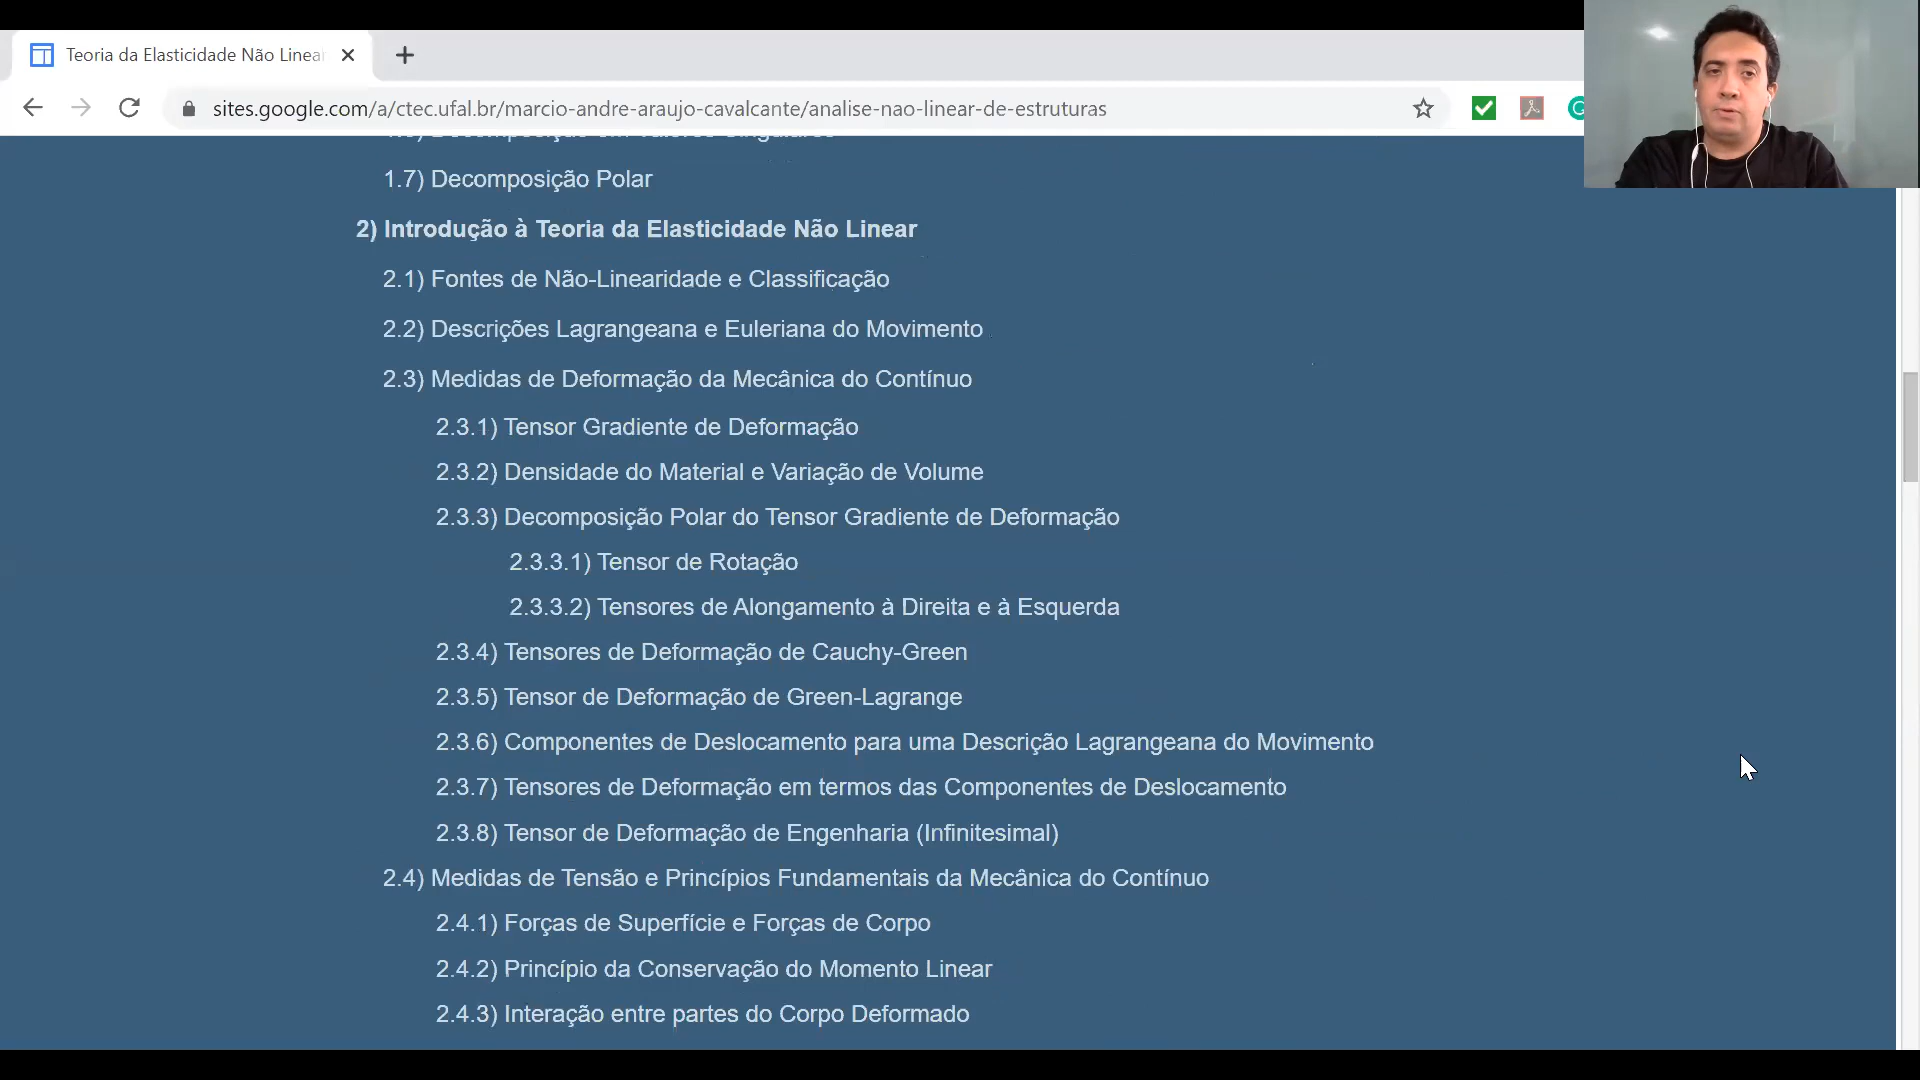 Teoria da Elasticidade Não Linea
sites.google.com/a/ctec.ufal.br/marcio-andre-araujo-cavalcante/analise-nao-linear-de-estruturas
1.7) Decomposição Polar
2) Introdução à Teoria da Elasticidade Não Linear
2.1) Fontes de Não-Linearidade e Classificação
2.2) Descrições Lagrangeana e Euleriana do Movimento
2.3) Medidas de Deformação da Mecânica do Contínuo
2.3.1) Tensor Gradiente de Deformação
2.3.2) Densidade do Material e Variação de Volume
2.3.3) Decomposição Polar do Tensor Gradiente de Deformação
2.3.3.1) Tensor de Rotação
2.3.3.2) Tensores de Alongamento à Direita e à Esquerda
2.3.4) Tensores de Deformação de Cauchy-Green
2.3.5) Tensor de Deformação de Green-Lagrange
2.3.6) Componentes de Deslocamento para uma Descrição Lagrangeana do Movimento
2.3.7) Tensores de Deformação em termos das Componentes de Deslocamento
2.3.8) Tensor de Deformação de Engenharia (Infinitesimal)
2.4) Medidas de Tensão e Princípios Fundamentais da Mecânica do Contínuo
2.4.1) Forças de Superfície e Forças de Corpo
2.4.2) Princípio da Conservação do Momento Linear
2.4.3) Interação entre partes do Corpo Deformado